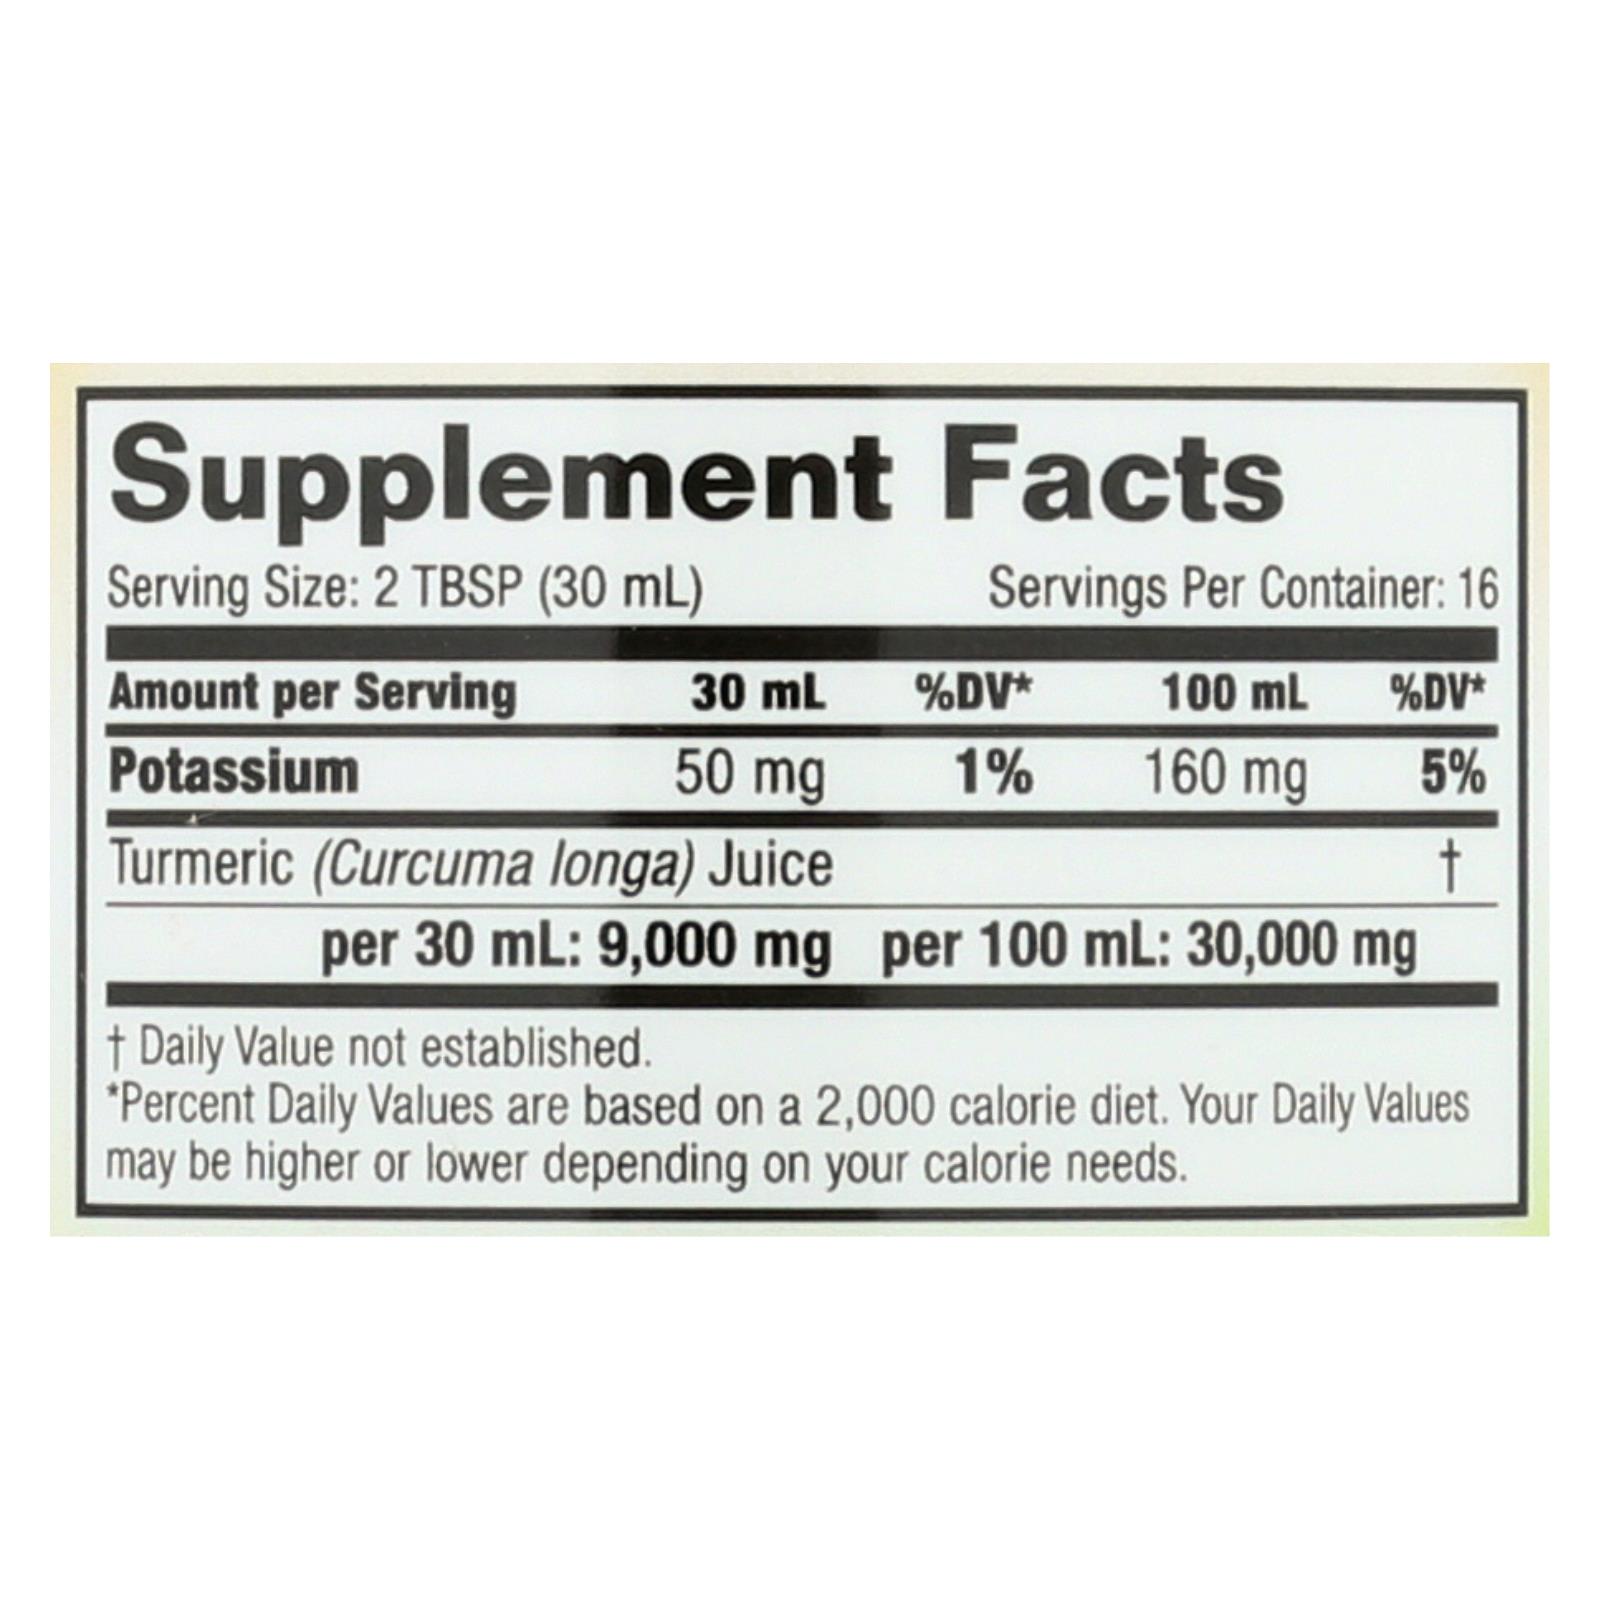 Supplement Facts
Serving Size: 2 TBSP (30 mL) Servings Per Container: 16
Amount per Serving 30 mL %DV* 100 mL %DV*
Potassium 50 mg 1% 160 mg 5%
Turmeric (Curcuma longa) Juice †
per 30 mL: 9,000 mg per 100 mL: 30,000 mg
† Daily Value not established.
*Percent Daily Values are based on a 2,000 calorie diet. Your Daily Values
may be higher or lower depending on your calorie needs.